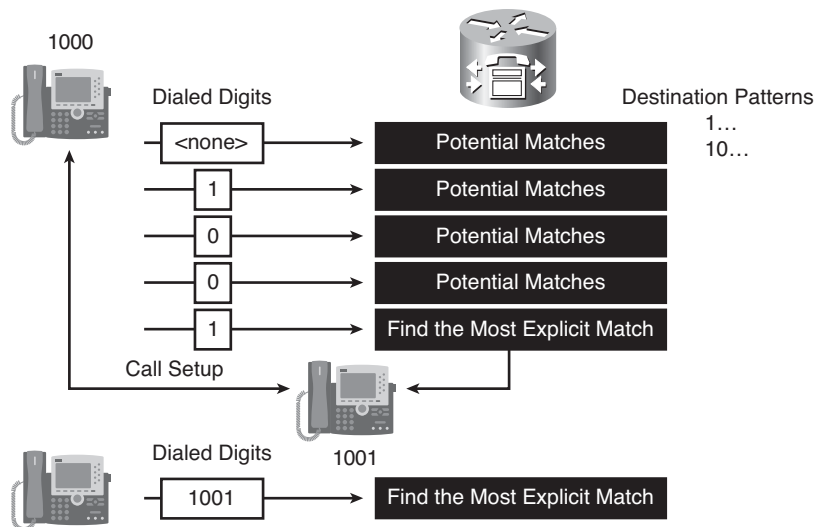 1000
Dialed Digits
Destination Patterns
1...
10...
<none>
Potential Matches
1
Potential Matches
0
Potential Matches
0
Potential Matches
1
Find the Most Explicit Match
Call Setup
Dialed Digits
1001
1001
Find the Most Explicit Match